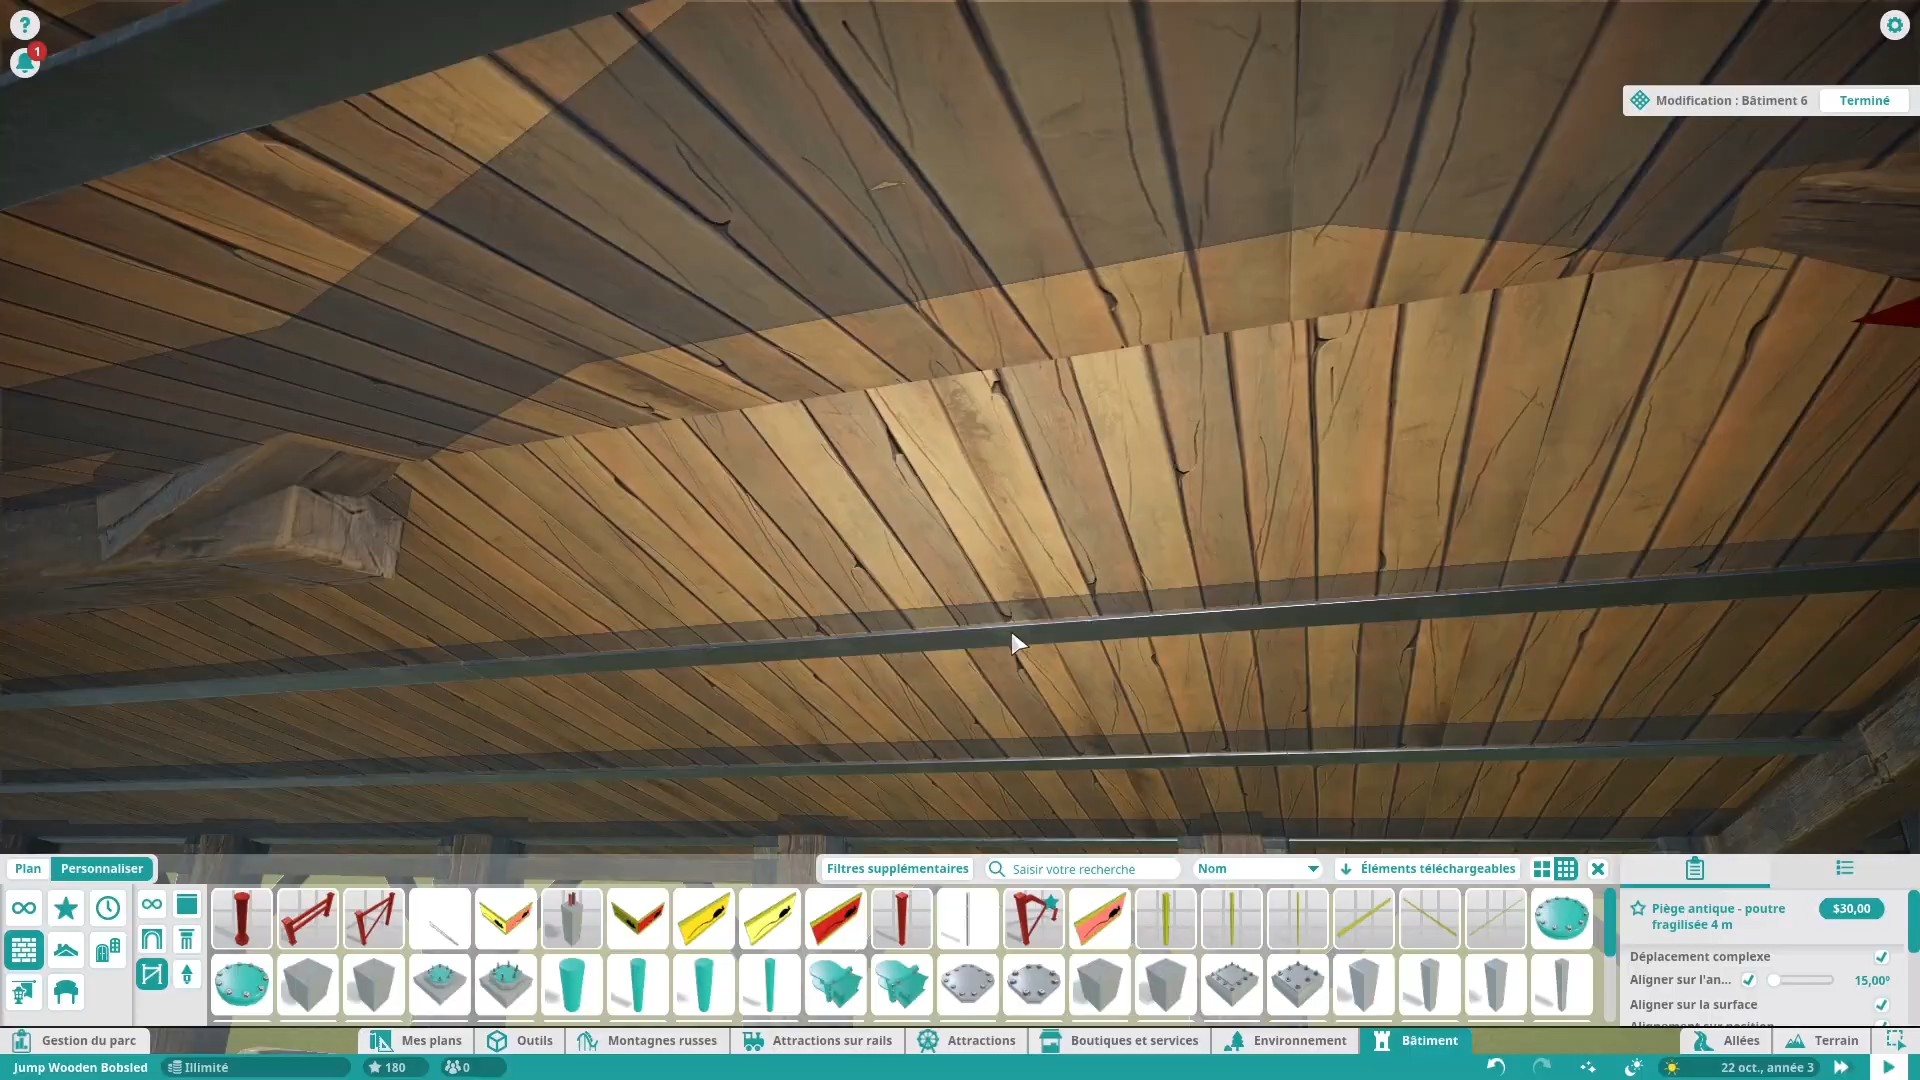 ?
1
Modification : Bâtiment 6
Terminé
Plan
Personnaliser
Filtres supplémentaires
Saisir votre recherche
Nom
Éléments téléchargeables
Piège antique - poutre
fragilisée 4 m
$30,00
Déplacement complexe
Aligner sur l'an...
15,00°
Aligner sur la surface
Alignement sur position
Gestion du parc
Mes plans
Outils
Montagnes russes
Attractions sur rails
Attractions
Boutiques et services
Environnement
Bâtiment
Allées
Terrain
Jump Wooden Bobsled
Illimité
180
0
22 oct., année 3